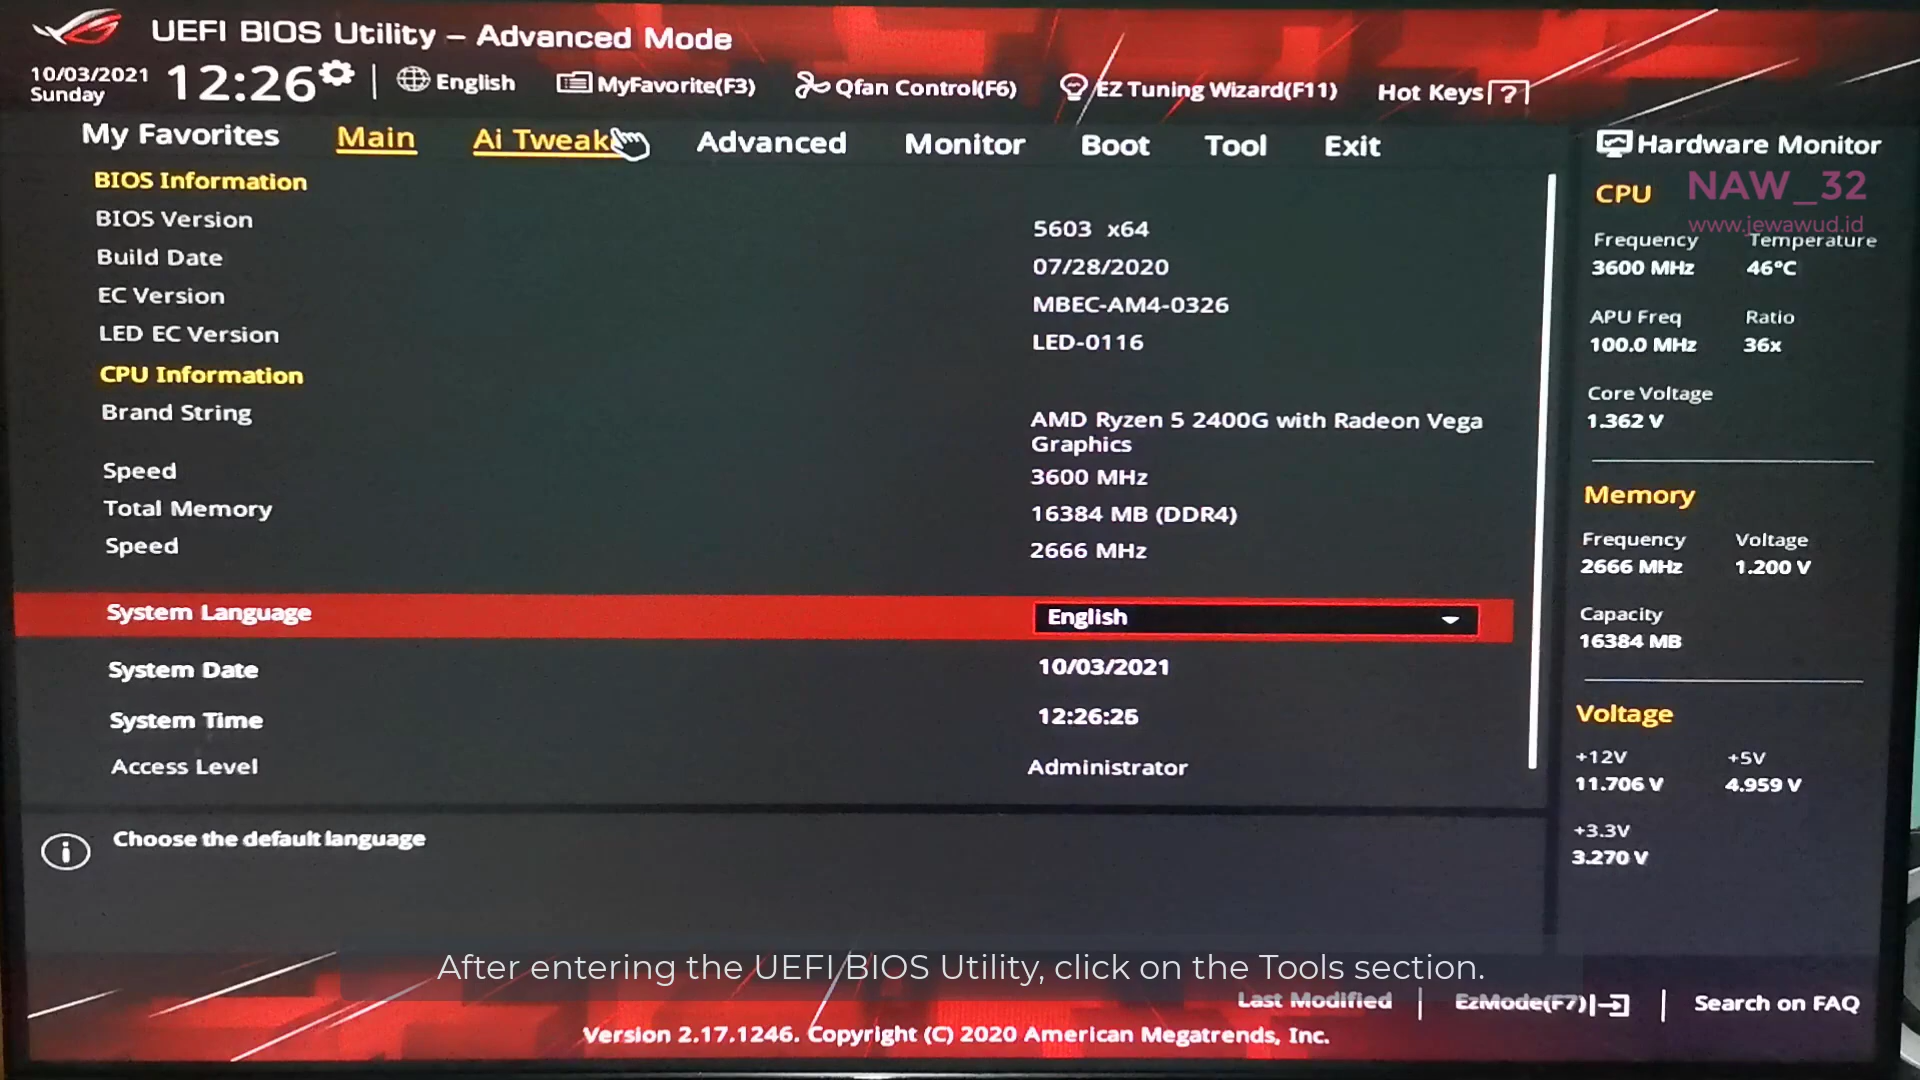 UEFI BIOS Utility – Advanced Mode
10/03/2021
Sunday
12:26
English
MyFavorite(F3)
Qfan Control(F6)
EZ Tuning Wizard(F11)
Hot Keys ?
My Favorites
Main
Ai Tweak
Advanced
Monitor
Boot
Tool
Exit
BIOS Information
BIOS Version
5603 x64
Build Date
07/28/2020
EC Version
MBEC-AM4-0326
LED EC Version
LED-0116
CPU Information
Brand String
AMD Ryzen 5 2400G with Radeon Vega
Graphics
Speed
3600 MHz
Total Memory
16384 MB (DDR4)
Speed
2666 MHz
System Language
English
System Date
10/03/2021
System Time
12:26:26
Access Level
Administrator
Choose the default language
Hardware Monitor
NAW_32
www.jewawud.id
CPU
Frequency Temperature
3600 MHz 46°C
APU Freq Ratio
100.0 MHz 36x
Core Voltage
1.362 V
Memory
Frequency Voltage
2666 MHz 1.200 V
Capacity
16384 MB
Voltage
+12V +5V
11.706 V 4.959 V
+3.3V
3.270 V
After entering the UEFI BIOS Utility, click on the Tools section.
Last Modified
EzMode(F7)
Search on FAQ
Version 2.17.1246. Copyright (C) 2020 American Megatrends, Inc.